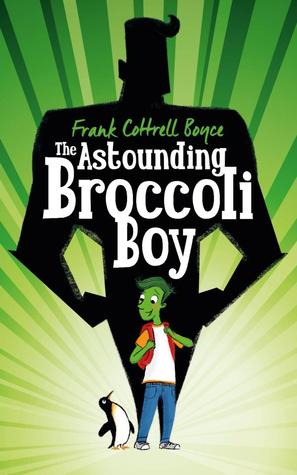 Frank Cottrell Boyce
The
Astounding
Broccoli
Boy